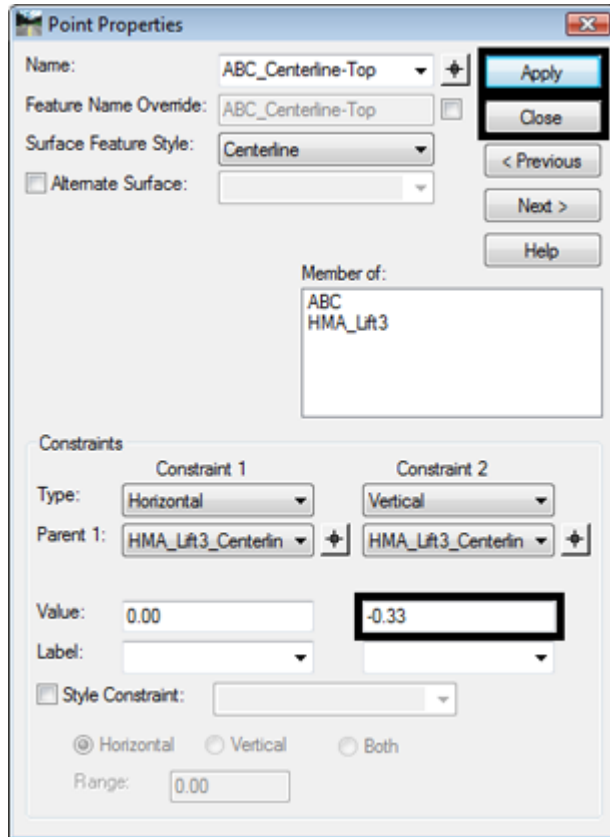 Point Properties
Name: ABC_Centerline-Top Apply
Feature Name Override: ABC_Centerline-Top Close
Surface Feature Style: Centerline < Previous
Alternate Surface: Next >
Help
Member of:
ABC
HMA_Lift3
Constraints
Constraint 1 Constraint 2
Type: Horizontal Vertical
Parent 1: HMA_Lift3_Centerlin HMA_Lift3_Centerlin
Value: 0.00 -0.33
Label:
Style Constraint:
Horizontal Vertical Both
Range: 0.00